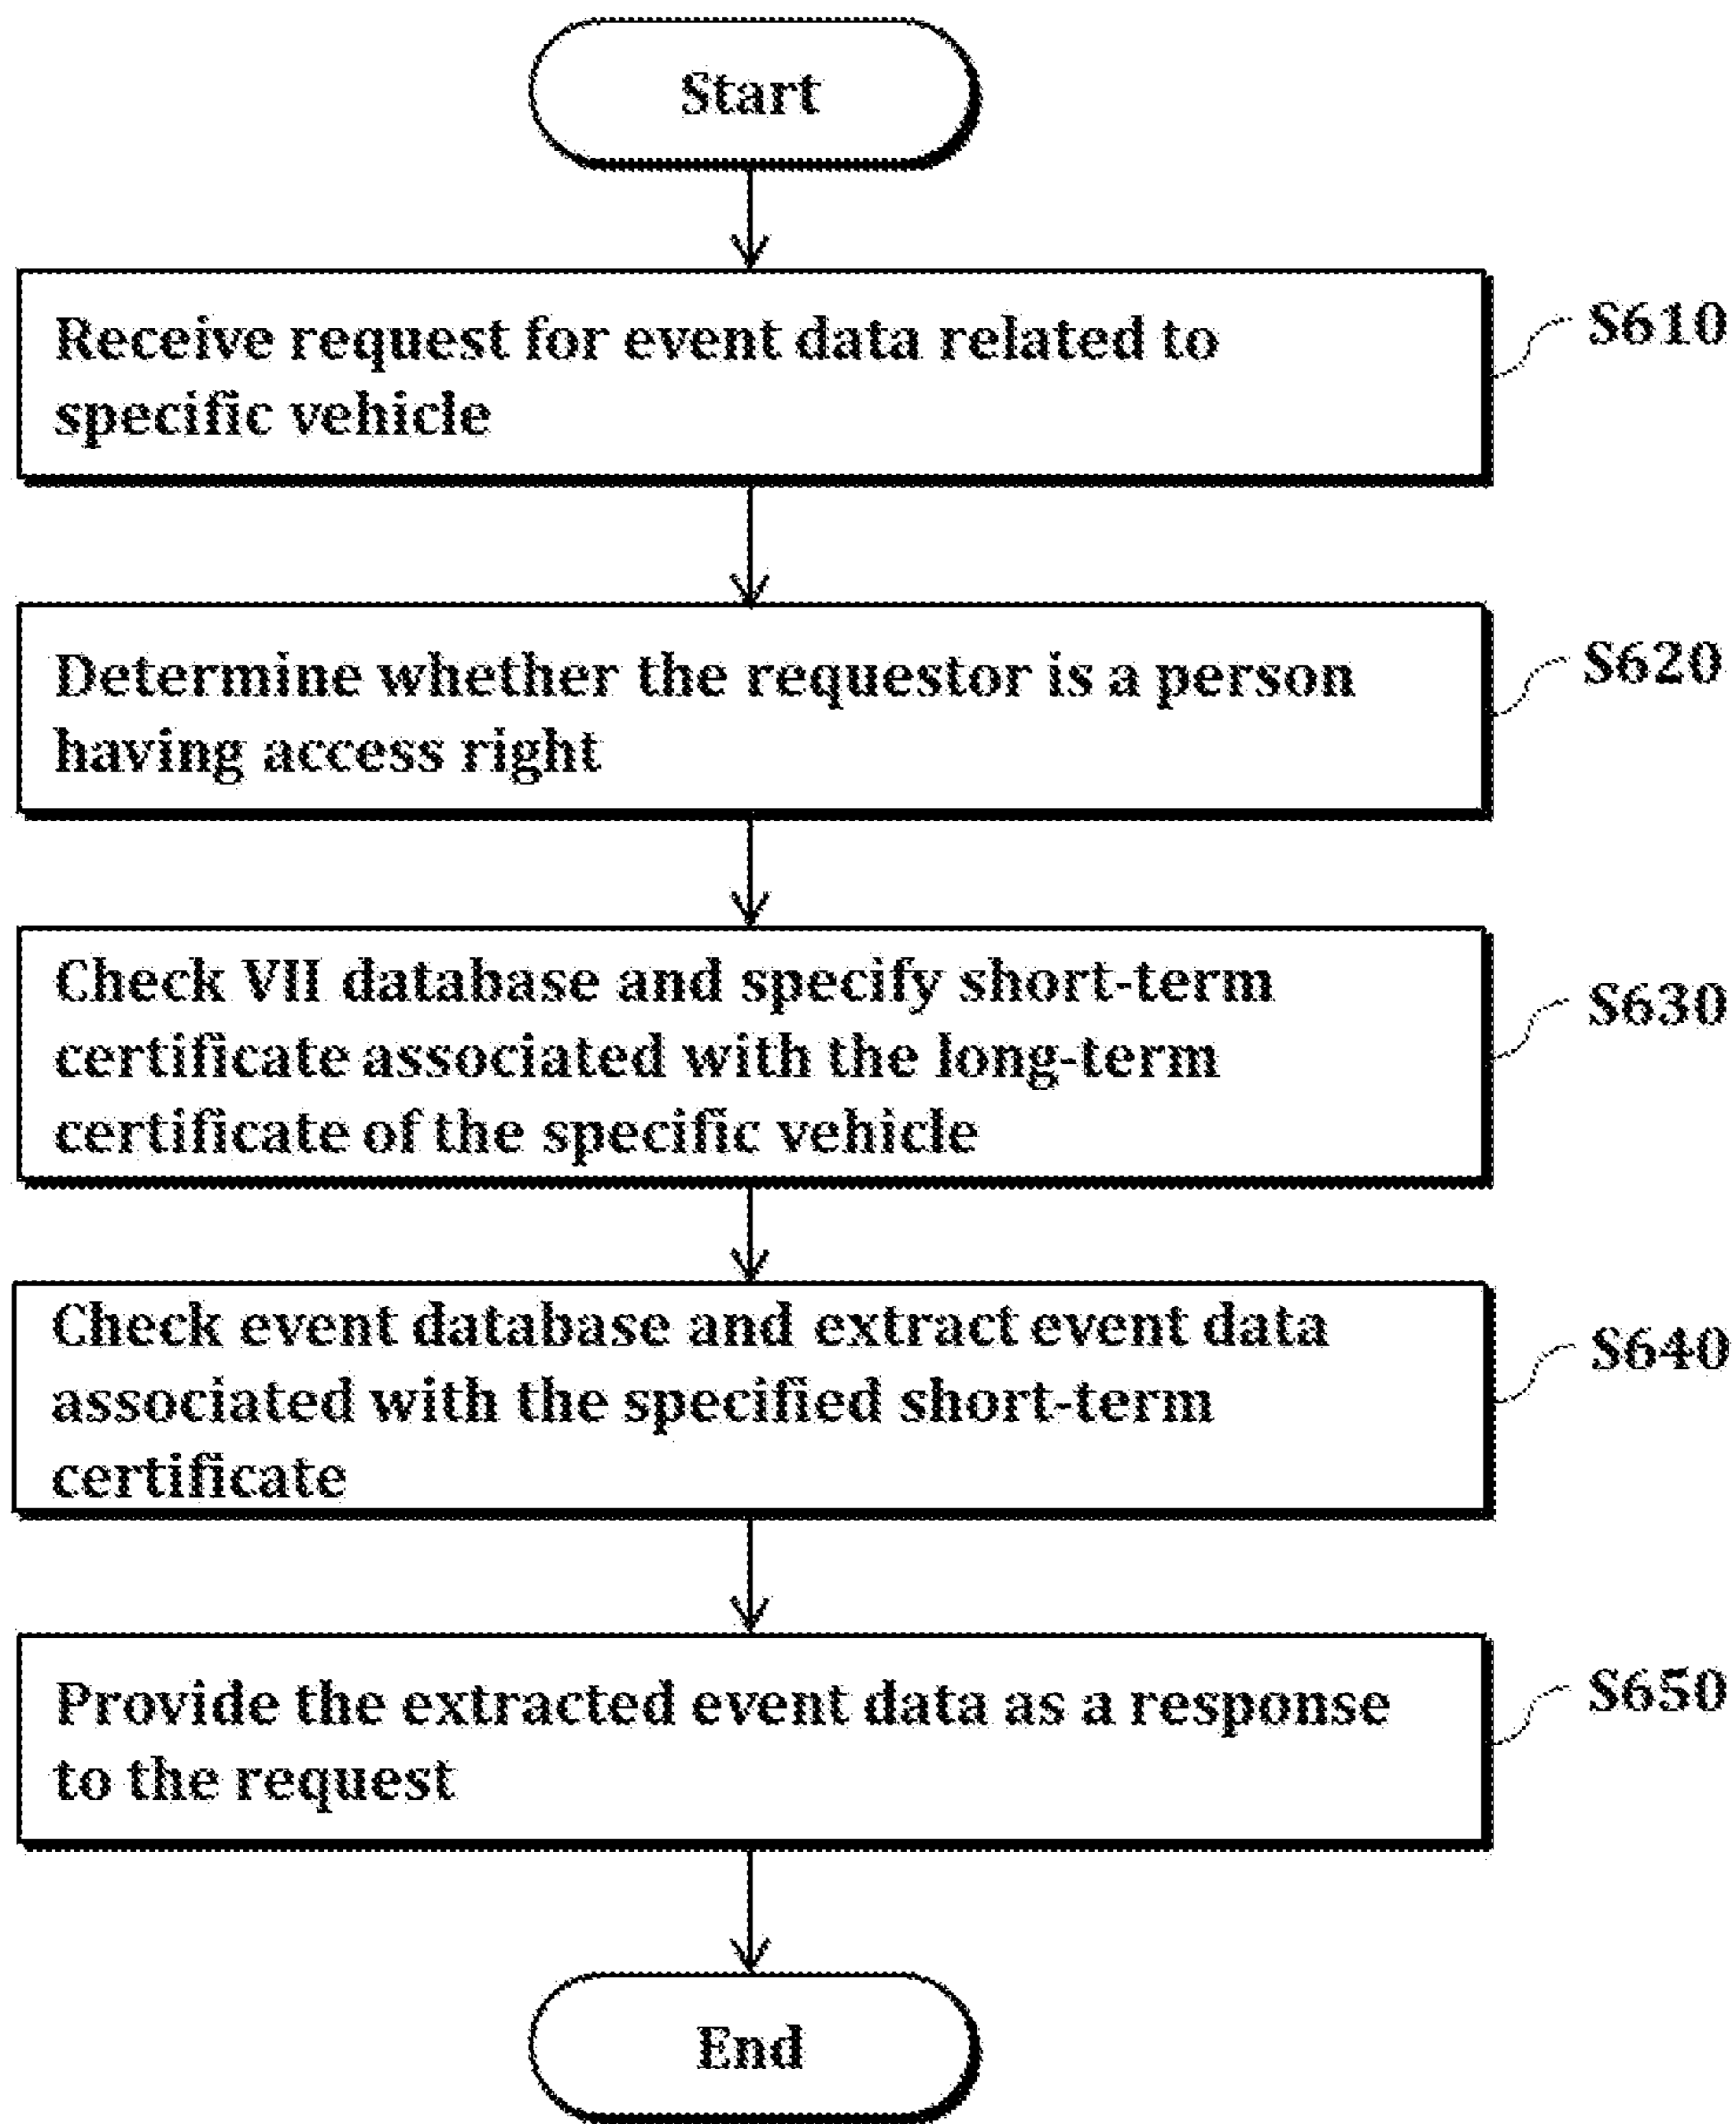 Start
Receive request for event data related to
specific vehicle
S610
Determine whether the requestor is a person
having access right
S620
Check VII database and specify short-term
certificate associated with the long-term
certificate of the specific vehicle
S630
Check event database and extract event data
associated with the specified short-term
certificate
S640
Provide the extracted event data as a response
to the request
S650
End